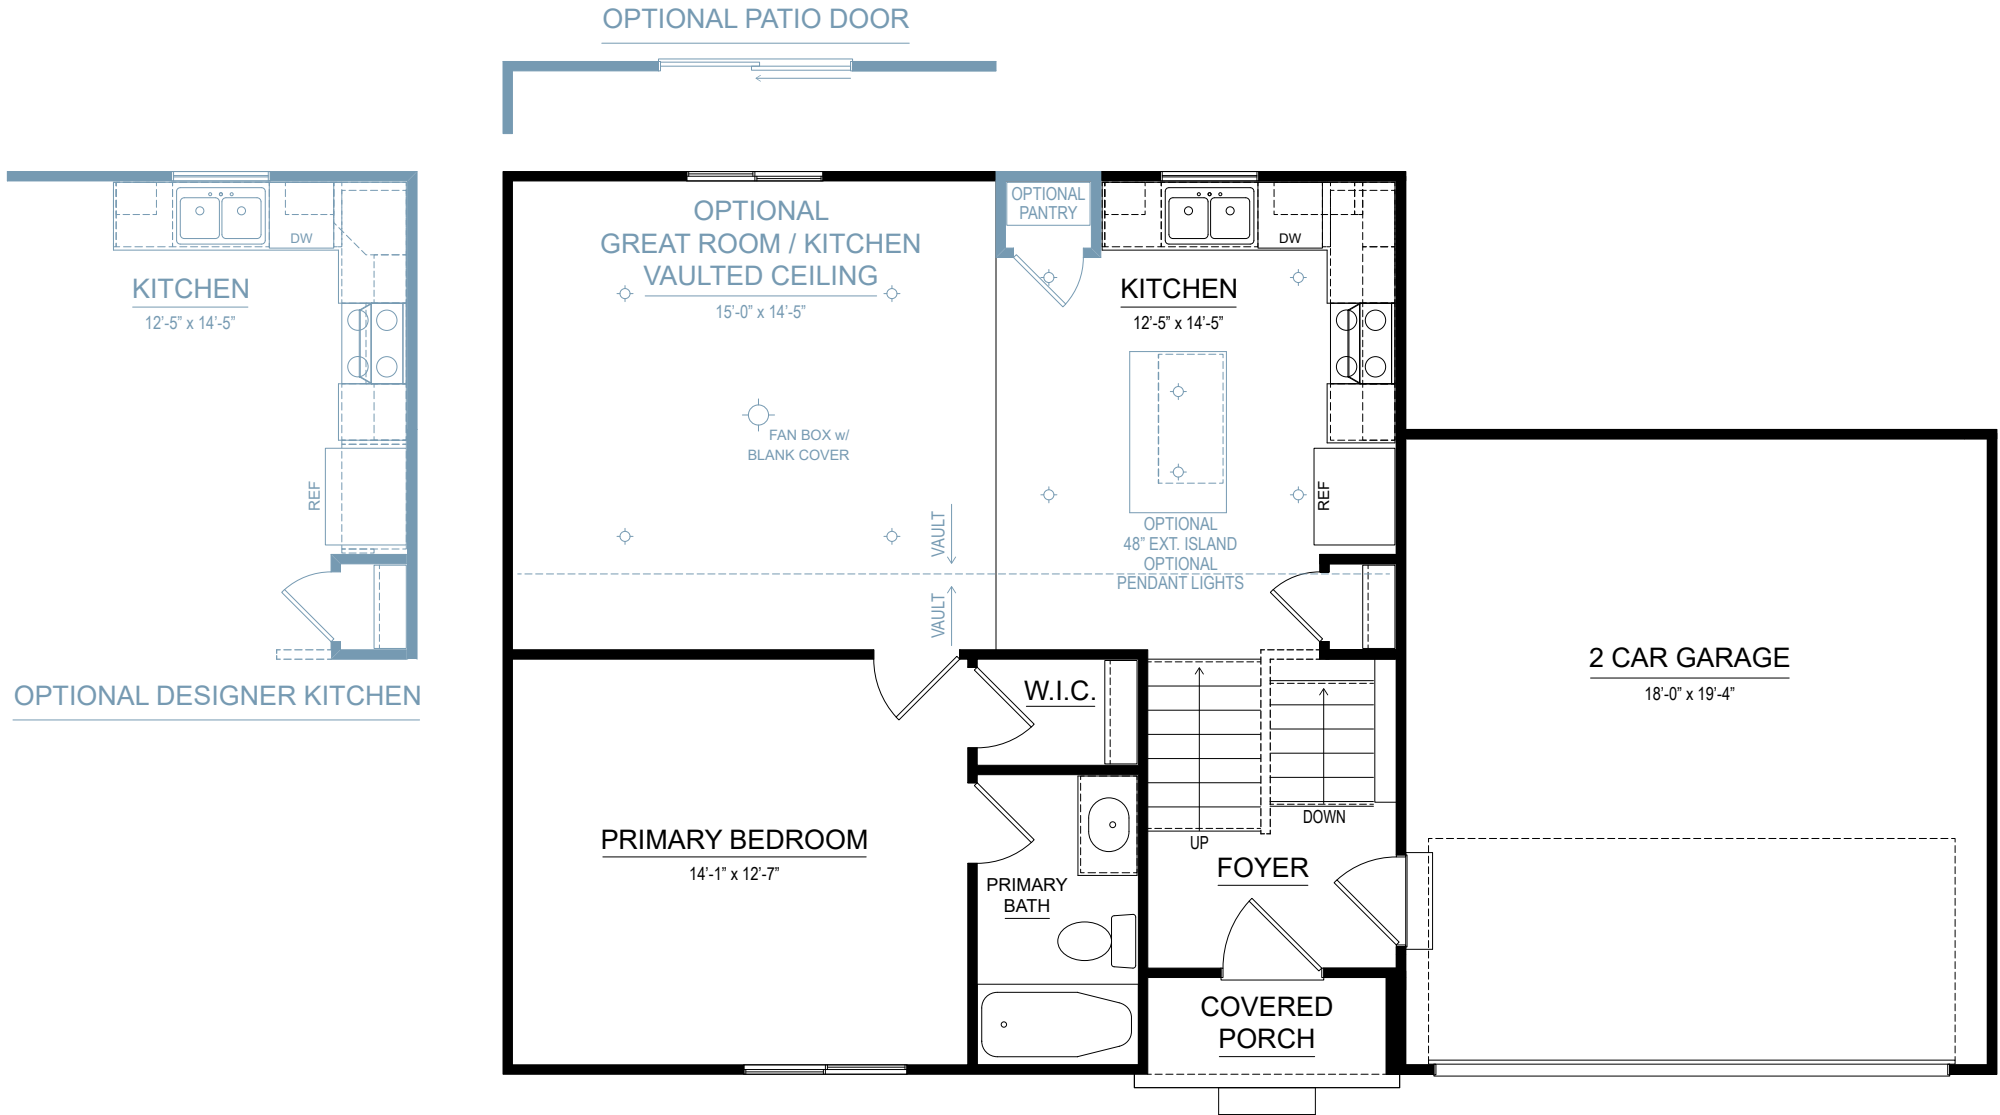 OPTIONAL PATIO DOOR
OPTIONAL
GREAT ROOM / KITCHEN
VAULTED CEILING
15'-0" x 14'-5"
OPTIONAL
PANTRY
DW
KITCHEN
12'-5" x 14'-5"
DW
KITCHEN
12'-5" x 14'-5"
REF
OPTIONAL DESIGNER KITCHEN
FAN BOX w/
BLANK COVER
VAULT
VAULT
REF
OPTIONAL
48" EXT. ISLAND
OPTIONAL
PENDANT LIGHTS
2 CAR GARAGE
18'-0" x 19'-4"
W.I.C.
PRIMARY BEDROOM
14'-1" x 12'-7"
PRIMARY
BATH
UP
DOWN
FOYER
COVERED
PORCH